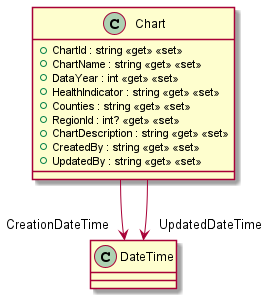 C Chart
ChartId : string «get» «set»
ChartName : string «get» «set»
DataYear : int «get» «set»
HealthIndicator : string «get» «set»
Counties : string «get» «set»
RegionId : int? «get» «set»
ChartDescription : string «get» «set»
CreatedBy : string «get» «set»
UpdatedBy : string «get» «set»
CreationDateTime UpdatedDateTime
C DateTime